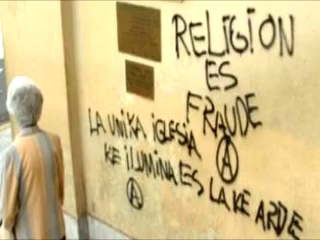 RELIGION
ES
FRAUDE
LA UNIKA IGLESIA
KE ILUMINA ES LA KE ARDE